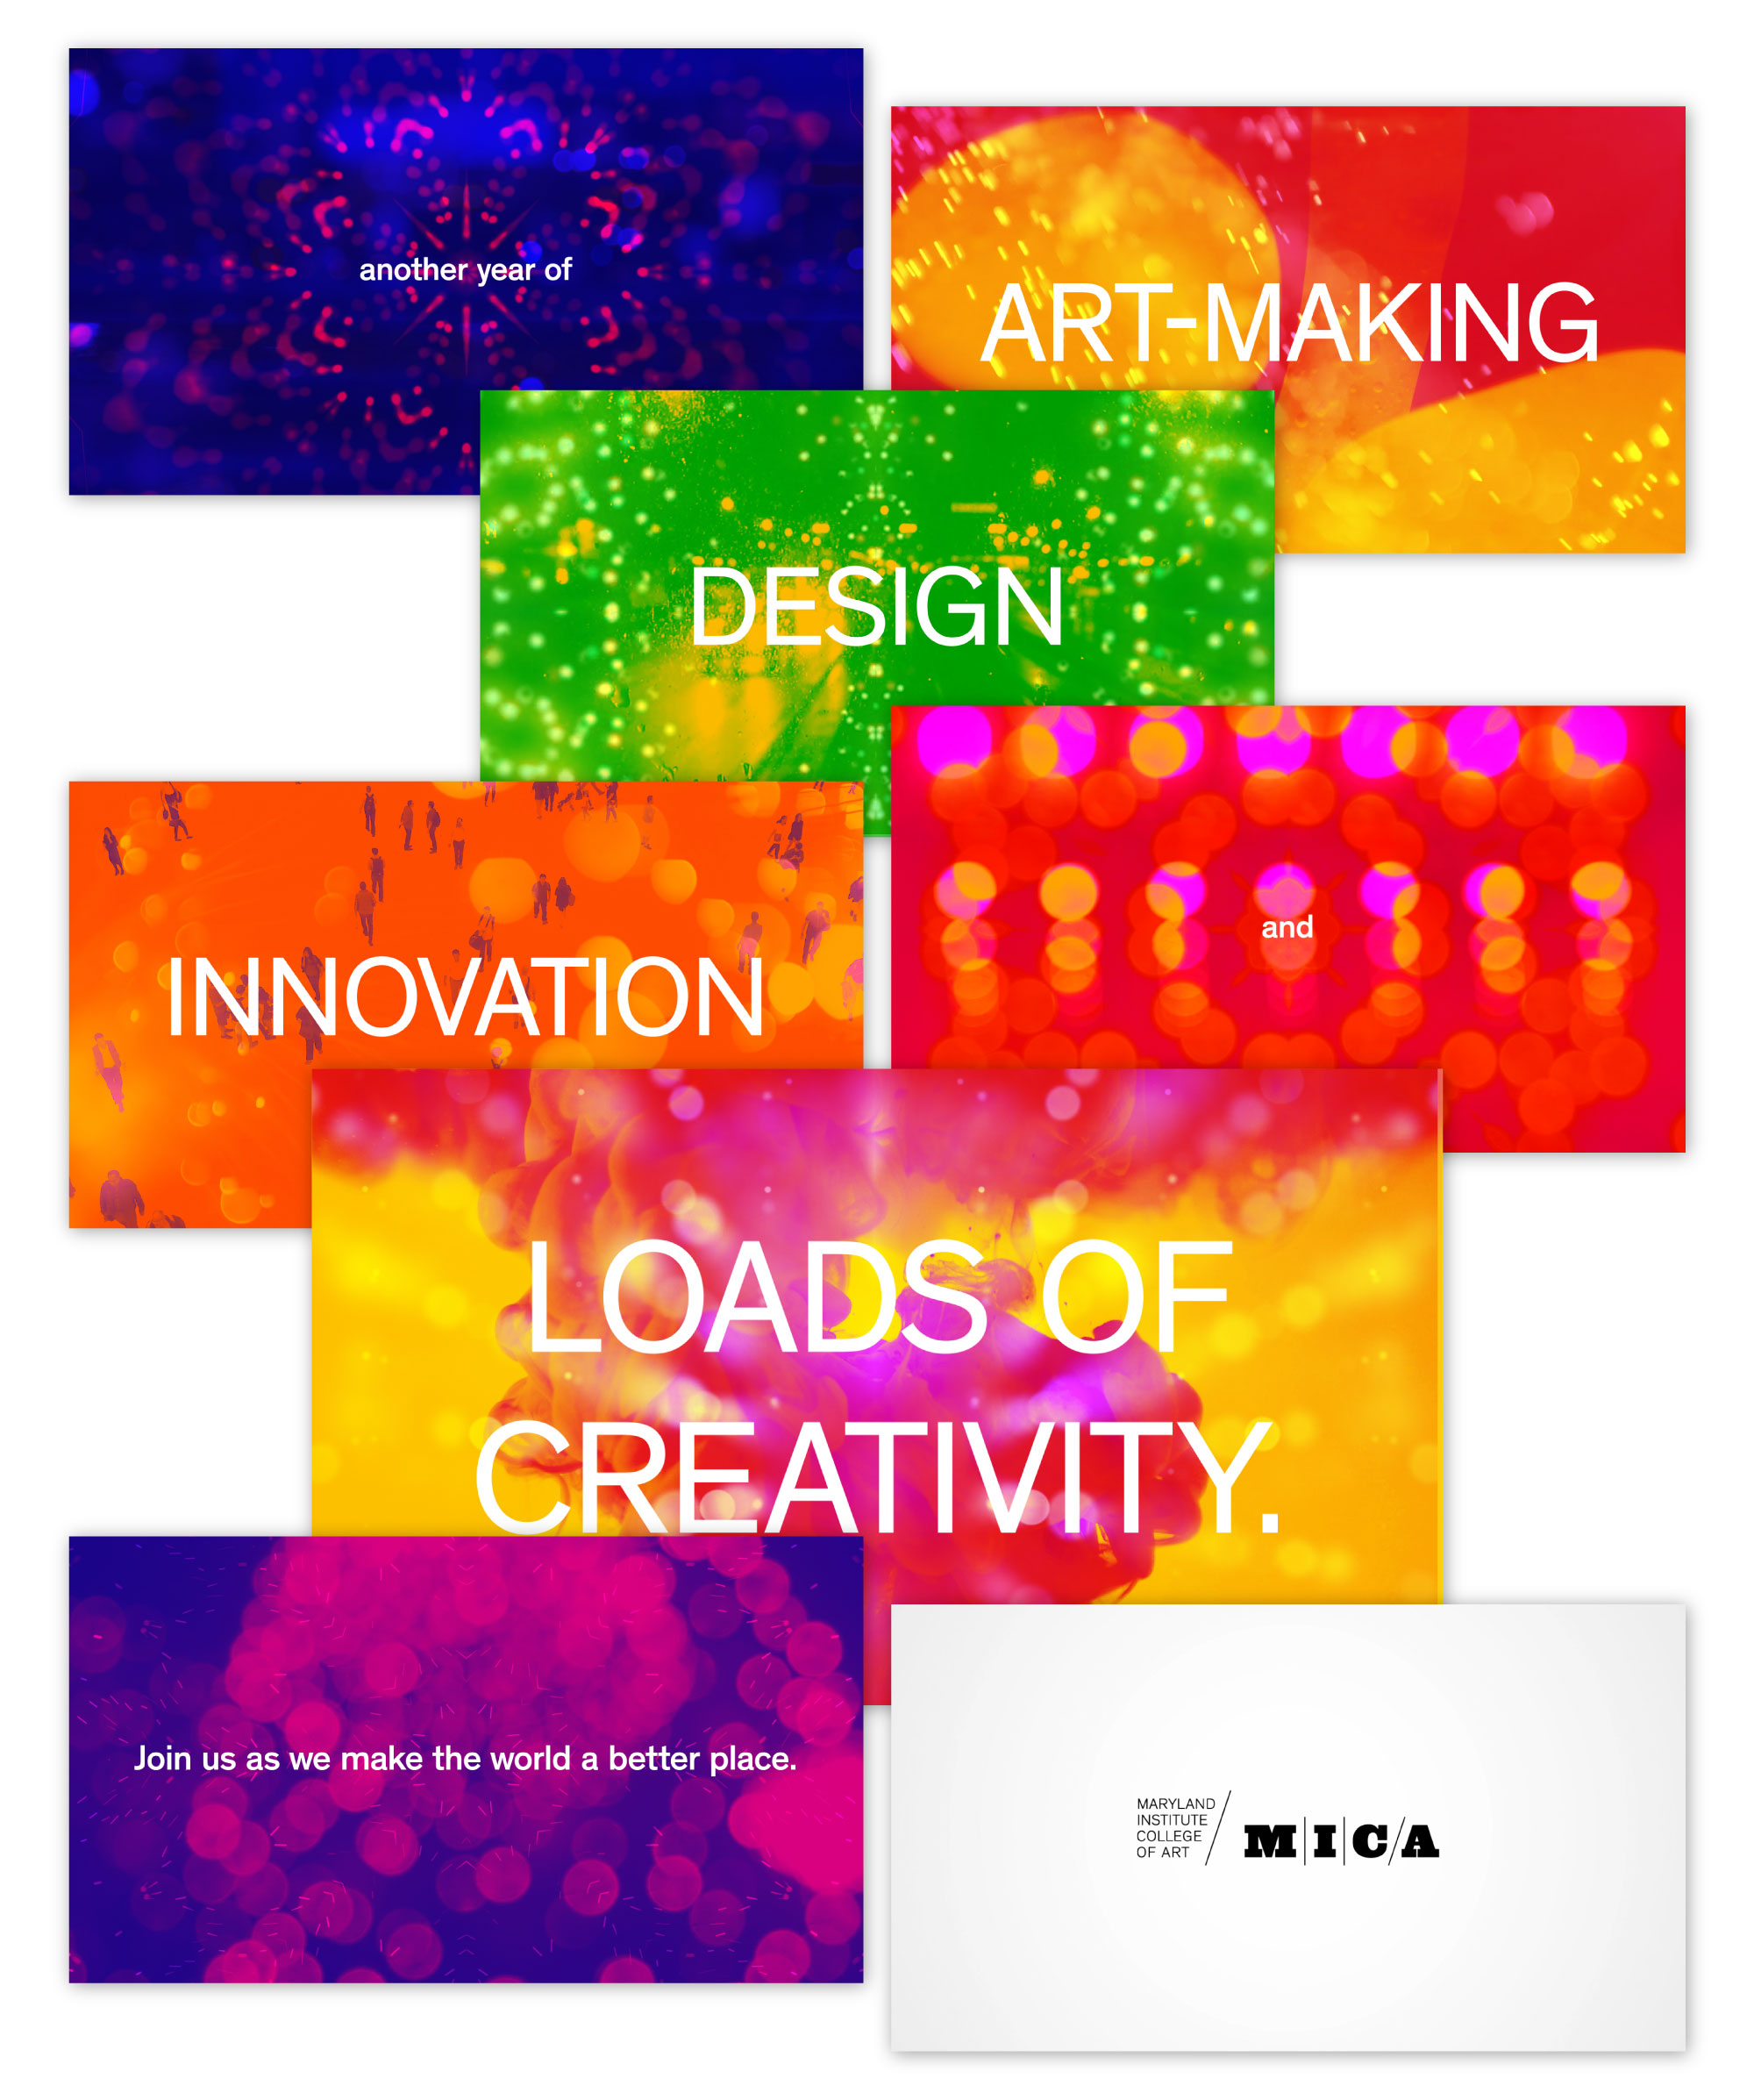 another year of
ART-MAKING
DESIGN
INNOVATION
and
LOADS OF
CREATIVITY.
Join us as we make the world a better place.
MARYLAND
INSTITUTE
COLLEGE
OF ART
M|I|C/A